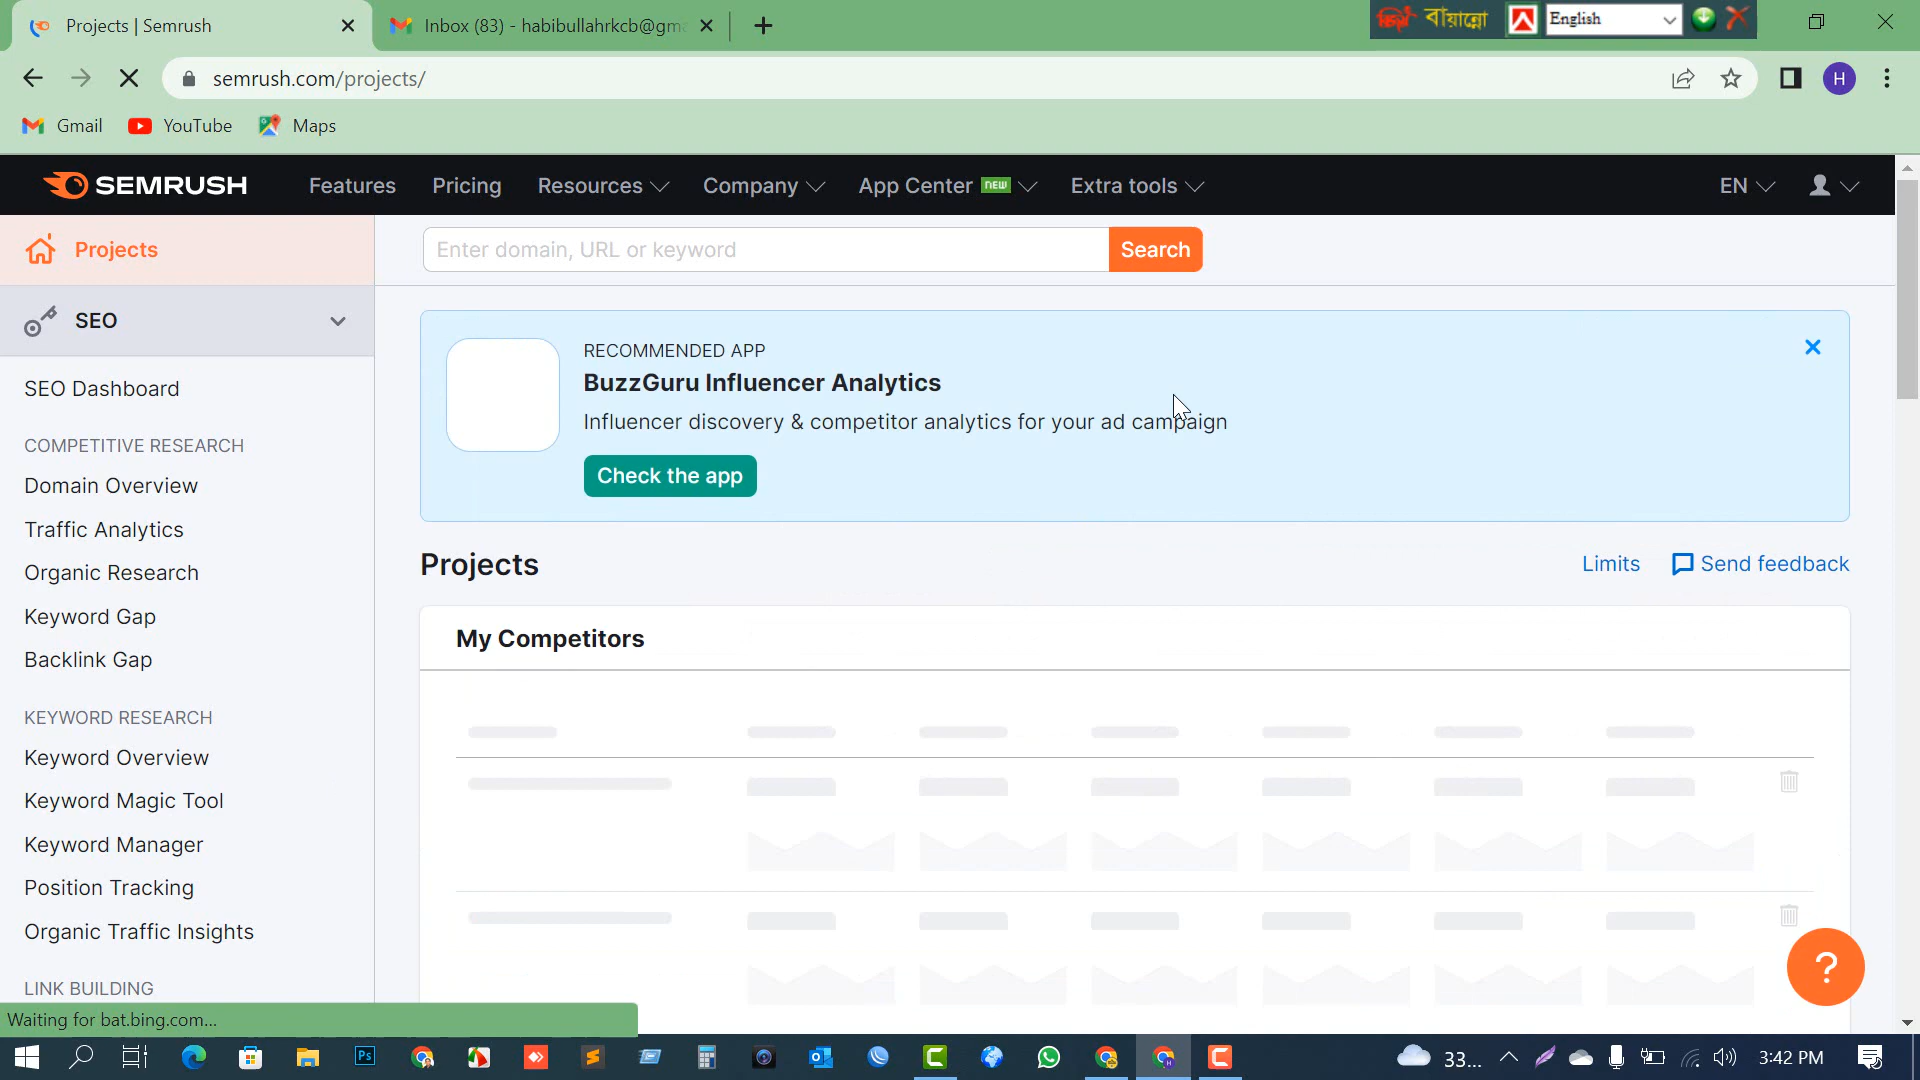 Projects | Semrush
Inbox (83) - habibullahrkcb@gm
বায়ান্নো
English
semrush.com/projects/
H
Gmail
YouTube
Maps
SEMRUSH
Features
Pricing
Resources
Company
App Center
NEW
Extra tools
EN
Projects
Enter domain, URL or keyword
Search
SEO
RECOMMENDED APP
BuzzGuru Influencer Analytics
Influencer discovery & competitor analytics for your ad campaign
Check the app
SEO Dashboard
COMPETITIVE RESEARCH
Domain Overview
Traffic Analytics
Organic Research
Keyword Gap
Backlink Gap
Projects
Limits
Send feedback
My Competitors
KEYWORD RESEARCH
Keyword Overview
Keyword Magic Tool
Keyword Manager
Position Tracking
Organic Traffic Insights
LINK BUILDING
?
Waiting for bat.bing.com...
Ps
33...
3:42 PM